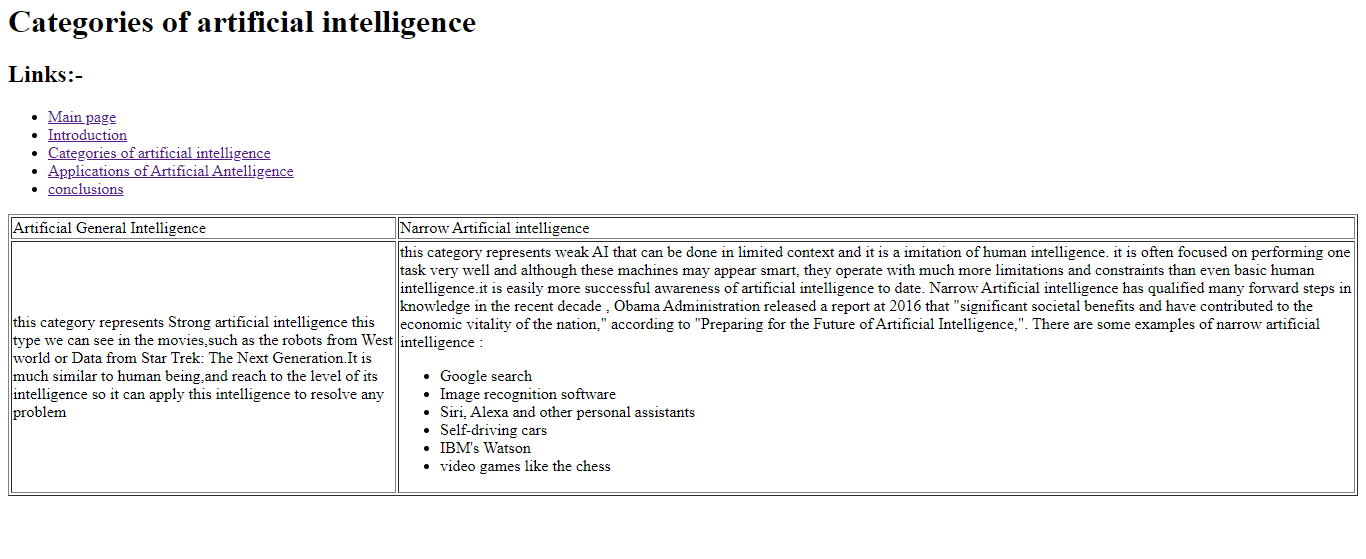 Categories of artificial intelligence
Links:-
Main page
Introduction
Categories of artificial intelligence
Applications of Artificial Antelligence
conclusions
Artificial General Intelligence
Narrow Artificial intelligence
this category represents Strong artificial intelligence this
type we can see in the movies,such as the robots from West
world or Data from Star Trek: The Next Generation.It is
much similar to human being,and reach to the level of its
intelligence so it can apply this intelligence to resolve any
problem
this category represents weak AI that can be done in limited context and it is a imitation of human intelligence. it is often focused on performing one
task very well and although these machines may appear smart, they operate with much more limitations and constraints than even basic human
intelligence.it is easily more successful awareness of artificial intelligence to date. Narrow Artificial intelligence has qualified many forward steps in
knowledge in the recent decade , Obama Administration released a report at 2016 that "significant societal benefits and have contributed to the
economic vitality of the nation," according to "Preparing for the Future of Artificial Intelligence,". There are some examples of narrow artificial
intelligence :
Google search
Image recognition software
Siri, Alexa and other personal assistants
Self-driving cars
IBM's Watson
video games like the chess